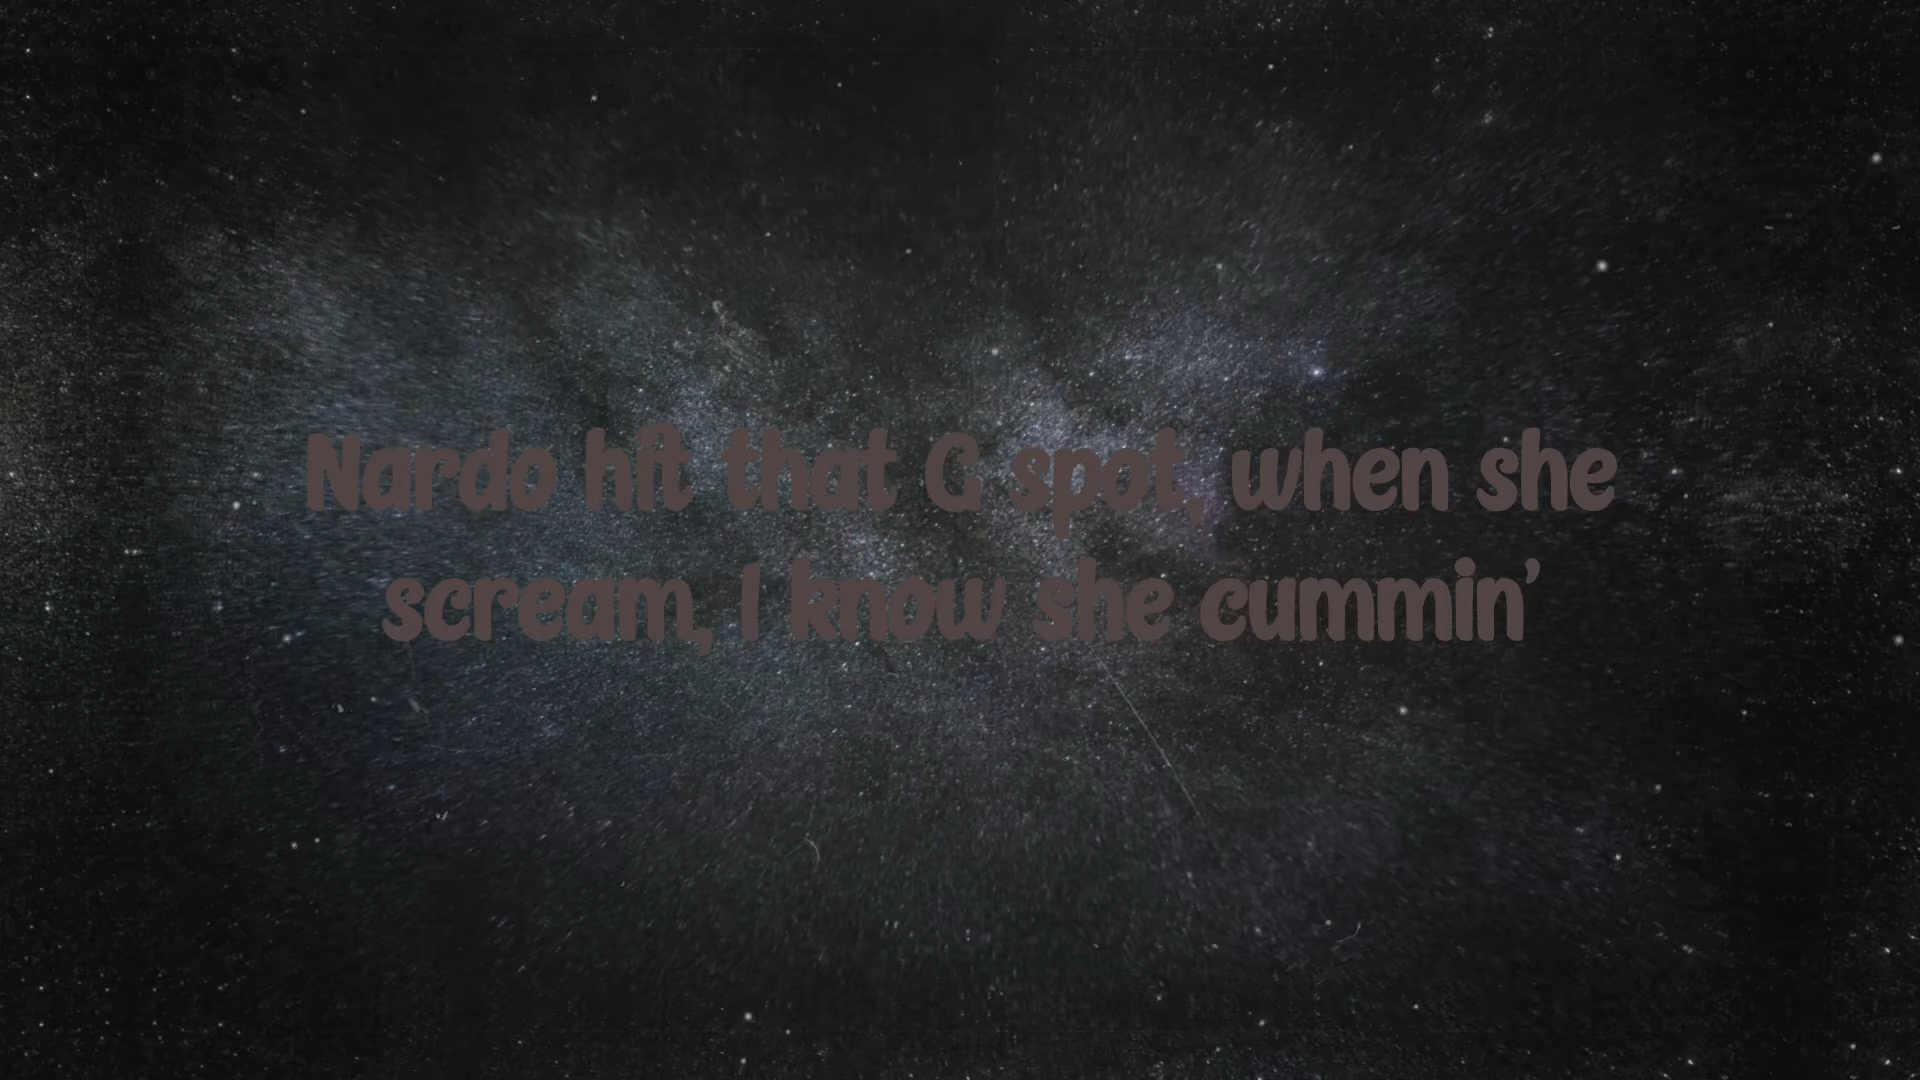 Nardo hit that G spot, when she
scream, I know she cummin’